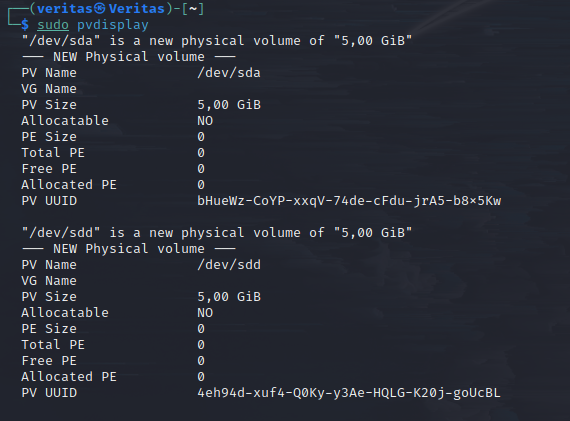 ┌──(veritas㉿Veritas)-[~]
└─$ sudo pvdisplay
"/dev/sda" is a new physical volume of "5,00 GiB"
--- NEW Physical volume ---
PV Name /dev/sda
VG Name
PV Size 5,00 GiB
Allocatable NO
PE Size 0
Total PE 0
Free PE 0
Allocated PE 0
PV UUID bHueWz-CoYP-xxqV-74de-cFdu-jrA5-b8x5Kw
"/dev/sdd" is a new physical volume of "5,00 GiB"
--- NEW Physical volume ---
PV Name /dev/sdd
VG Name
PV Size 5,00 GiB
Allocatable NO
PE Size 0
Total PE 0
Free PE 0
Allocated PE 0
PV UUID 4eh94d-xuf4-Q0Ky-y3Ae-HQLG-K20j-goUcBL